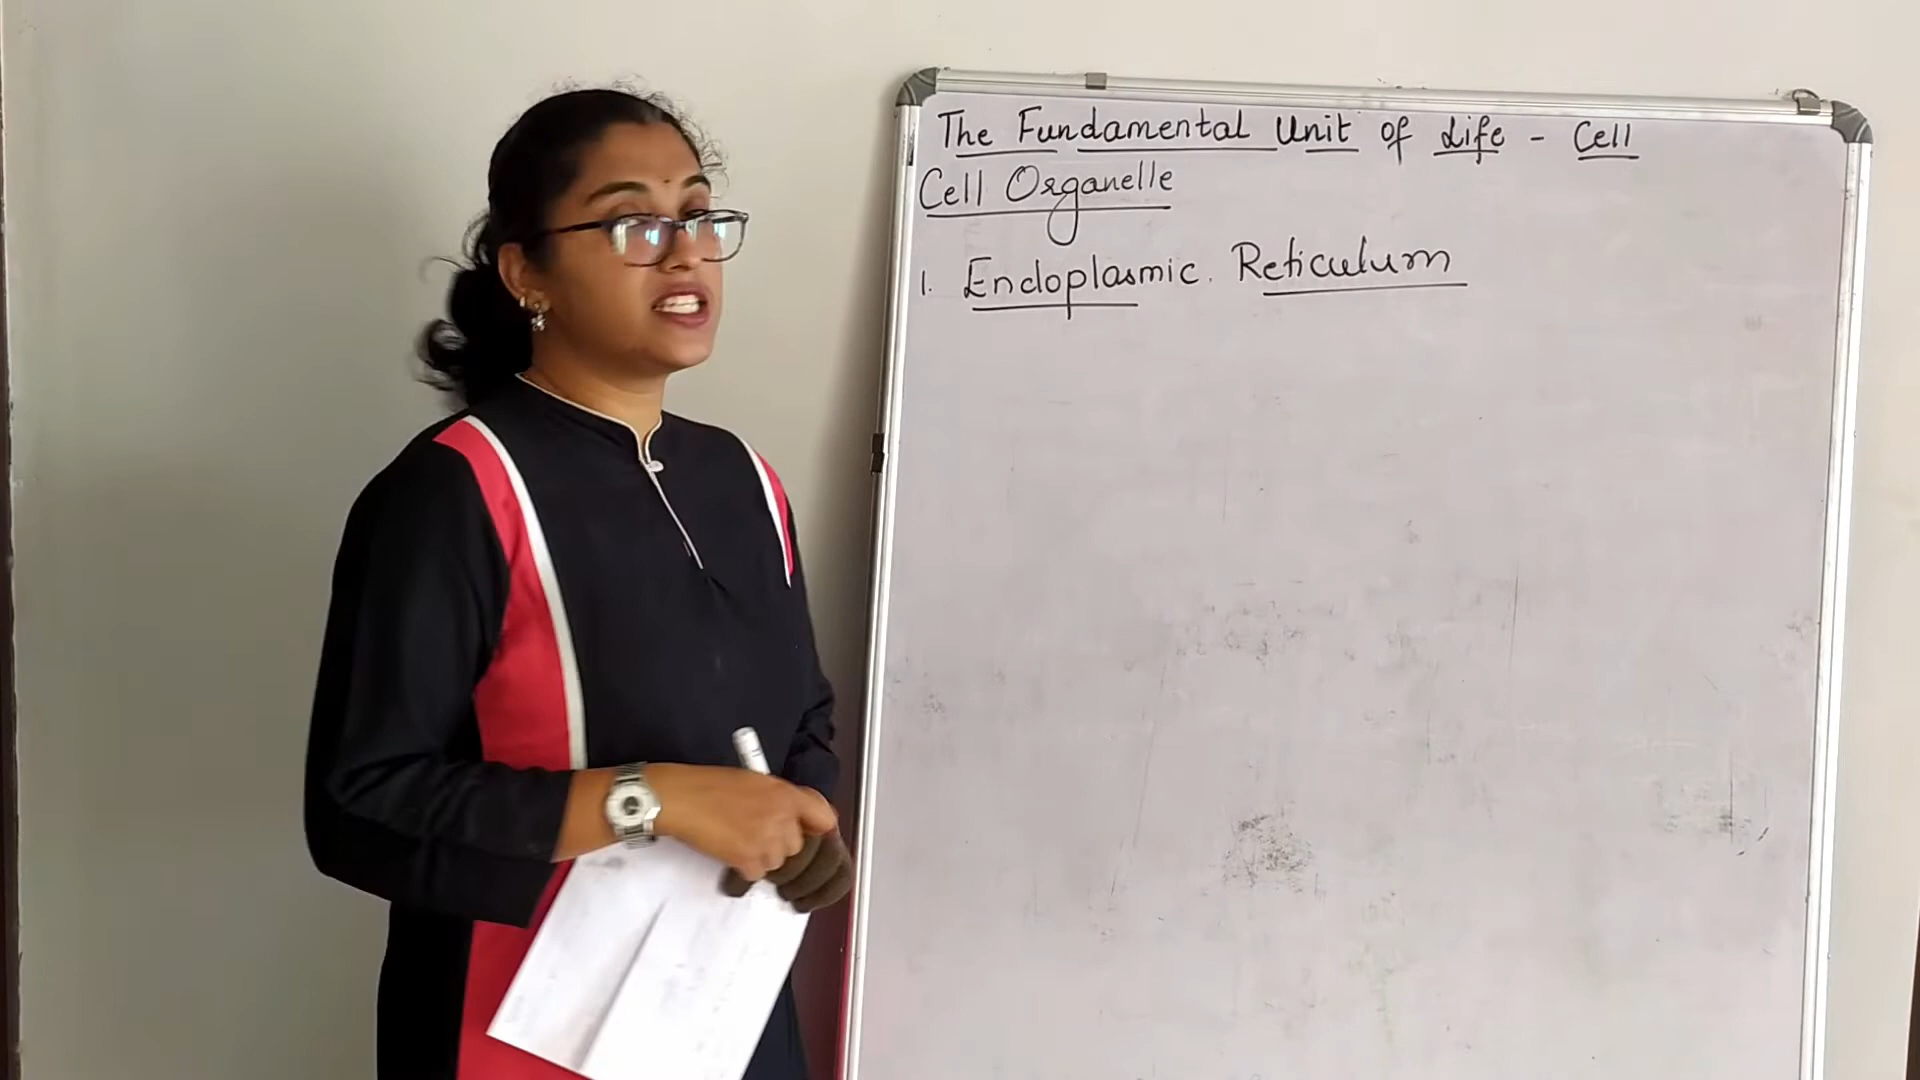 The Fundamental Unit of Life - Cell
Cell Organelle
1. Endoplasmic Reticulum